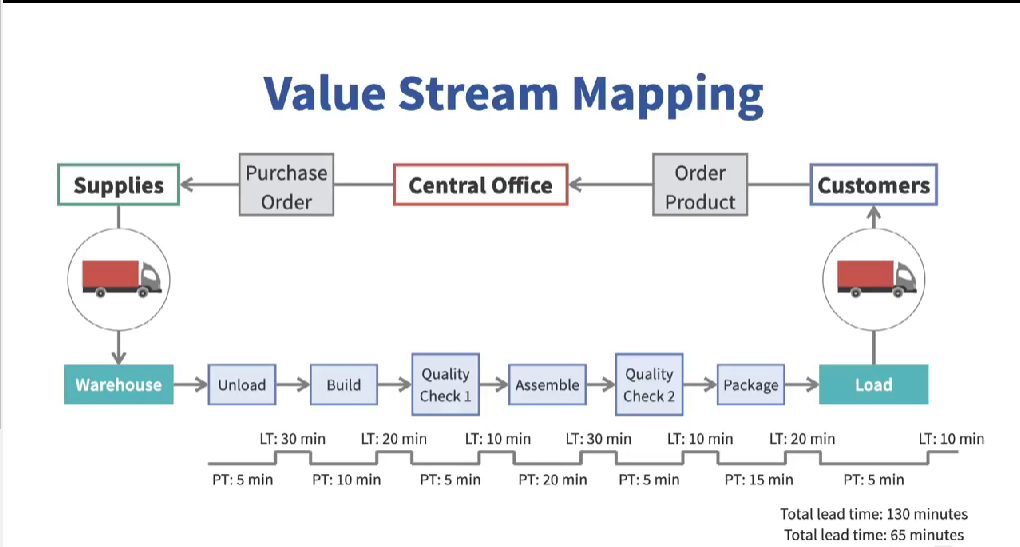 Value Stream Mapping
Supplies
Purchase
Order
Central Office
Order
Product
Customers
Warehouse
Unload
Build
Quality
Check 1
Assemble
Quality
Check 2
Package
Load
LT: 30 min
LT: 20 min
LT: 10 min
LT: 30 min
LT: 10 min
LT: 20 min
LT: 10 min
PT: 5 min
PT: 10 min
PT: 5 min
PT: 20 min
PT: 5 min
PT: 15 min
PT: 5 min
Total lead time: 130 minutes
Total lead time: 65 minutes